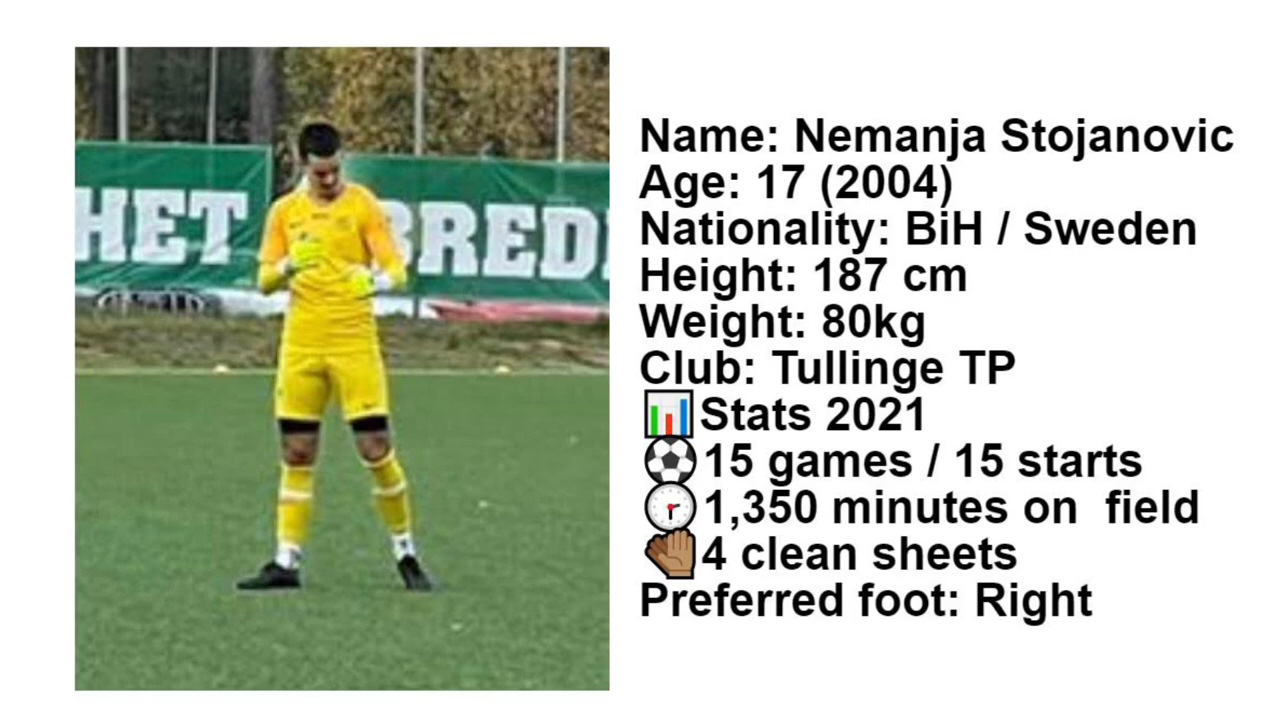 HET BREDI
Name: Nemanja Stojanovic
Age: 17 (2004)
Nationality: BiH / Sweden
Height: 187 cm
Weight: 80kg
Club: Tullinge TP
📊Stats 2021
⚽15 games / 15 starts
🕝1,350 minutes on  field
🧤4 clean sheets
Preferred foot: Right